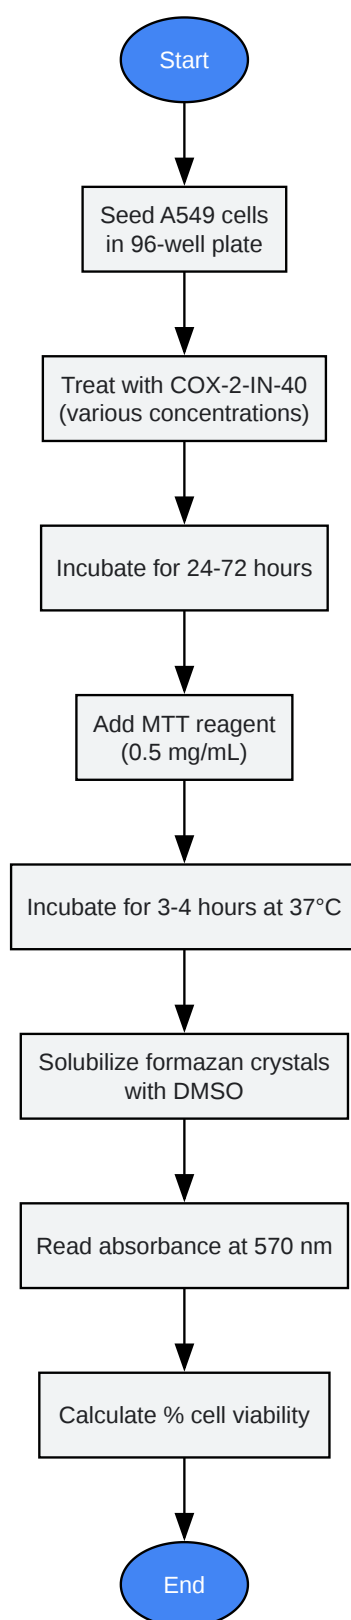 Start
Seed A549 cells
in 96-well plate
Treat with COX-2-IN-40
(various concentrations)
Incubate for 24-72 hours
Add MTT reagent
(0.5 mg/mL)
Incubate for 3-4 hours at 37°C
Solubilize formazan crystals
with DMSO
Read absorbance at 570 nm
Calculate % cell viability
End